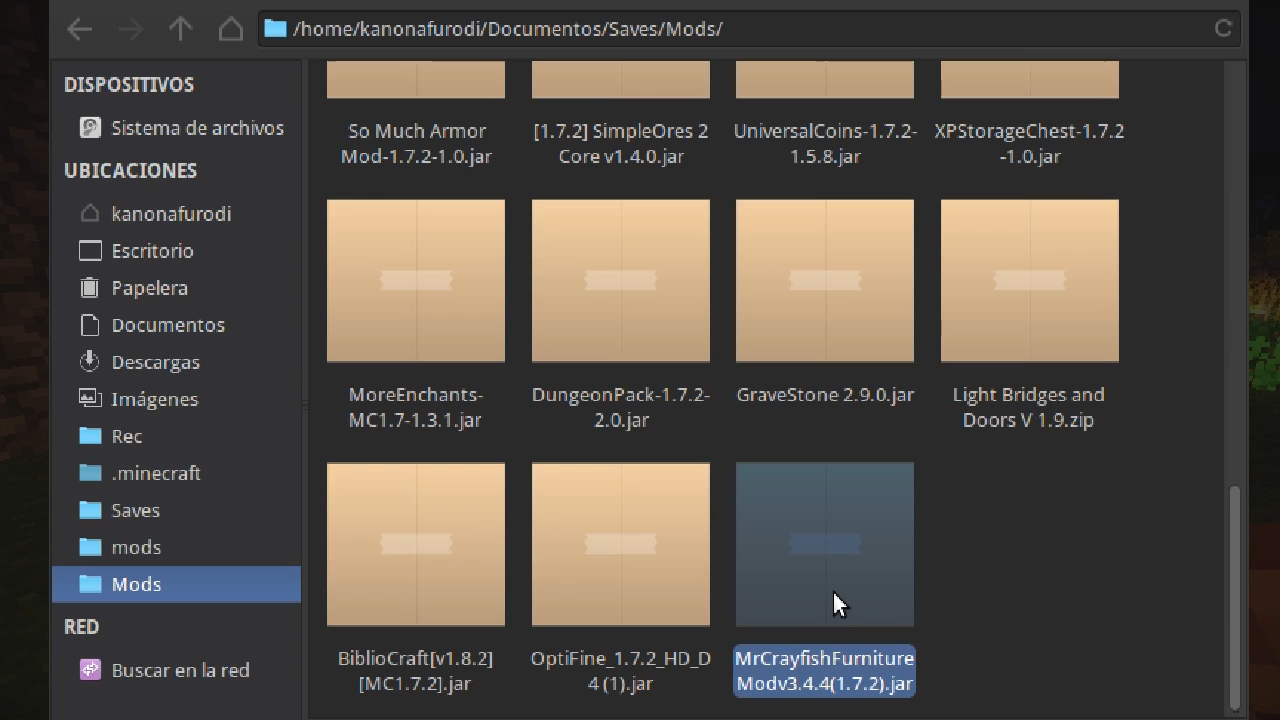 /home/kanonafurodi/Documentos/Saves/Mods/
DISPOSITIVOS
Sistema de archivos
UBICACIONES
kanonafurodi
Escritorio
Papelera
Documentos
Descargas
Imágenes
Rec
.minecraft
Saves
mods
Mods
RED
Buscar en la red
So Much Armor
Mod-1.7.2-1.0.jar
[1.7.2] SimpleOres 2
Core v1.4.0.jar
UniversalCoins-1.7.2-
1.5.8.jar
XPStorageChest-1.7.2
-1.0.jar
MoreEnchants-
MC1.7-1.3.1.jar
DungeonPack-1.7.2-
2.0.jar
GraveStone 2.9.0.jar
Light Bridges and
Doors V 1.9.zip
BiblioCraft[v1.8.2]
[MC1.7.2].jar
OptiFine_1.7.2_HD_D
4 (1).jar
MrCrayfishFurniture
Modv3.4.4(1.7.2).jar